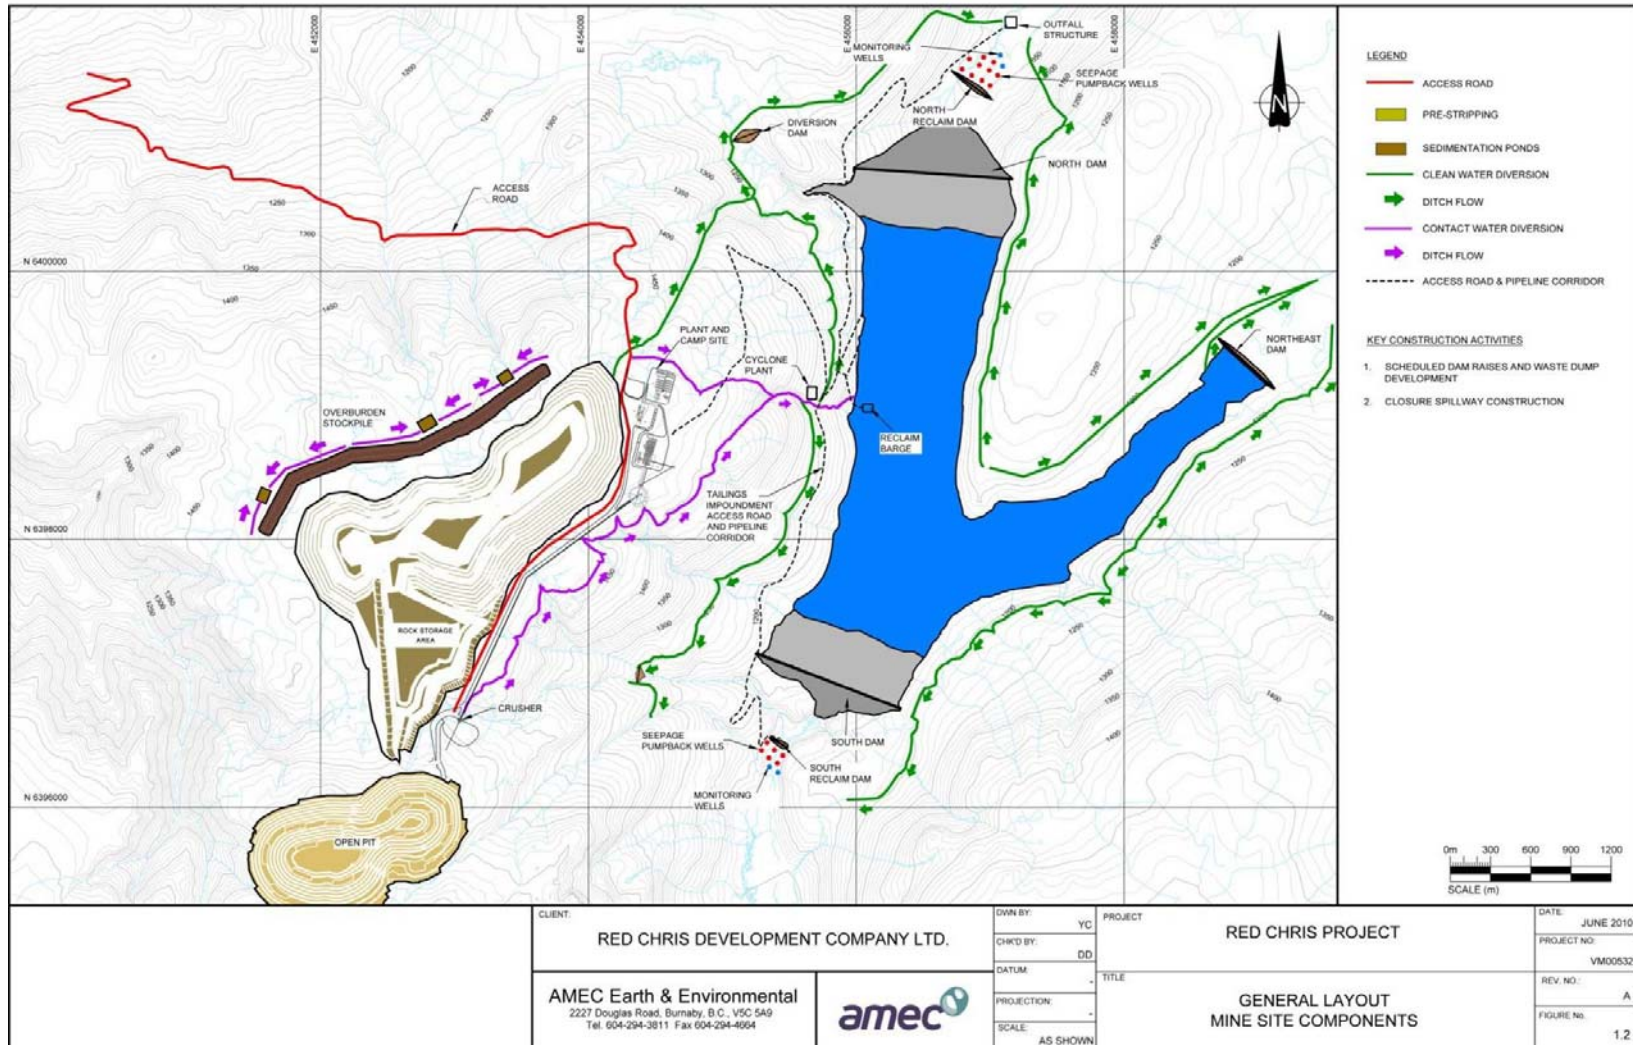 E 452000
E 454000
E 456000
E 458000
N 6400000
N 6398000
N 6396000
OUTFALL
STRUCTURE
MONITORING
WELLS
SEEPAGE
PUMPBACK WELLS
NORTH
RECLAIM DAM
DIVERSION
DAM
NORTH DAM
ACCESS
ROAD
PLANT AND
CAMP SITE
CYCLONE
PLANT
NORTHEAST
DAM
OVERBURDEN
STOCKPILE
RECLAIM
BARGE
TAILINGS
IMPOUNDMENT
ACCESS ROAD
AND PIPELINE
CORRIDOR
ROCK STORAGE
AREA
CRUSHER
SEEPAGE
PUMPBACK WELLS
SOUTH DAM
SOUTH
RECLAIM DAM
MONITORING
WELLS
OPEN PIT
N
LEGEND
ACCESS ROAD
PRE-STRIPPING
SEDIMENTATION PONDS
CLEAN WATER DIVERSION
DITCH FLOW
CONTACT WATER DIVERSION
DITCH FLOW
ACCESS ROAD & PIPELINE CORRIDOR
KEY CONSTRUCTION ACTIVITIES
1. SCHEDULED DAM RAISES AND WASTE DUMP
DEVELOPMENT
2. CLOSURE SPILLWAY CONSTRUCTION
0m 300 600 900 1200
SCALE (m)
CLIENT:
RED CHRIS DEVELOPMENT COMPANY LTD.
AMEC Earth & Environmental
2227 Douglas Road, Burnaby, B.C., V5C 5A9
Tel. 604-294-3811 Fax 604-294-4664
amec
DWN BY:
YC
CHK'D BY:
DD
DATUM:
-
PROJECTION:
-
SCALE:
AS SHOWN
PROJECT
RED CHRIS PROJECT
TITLE
GENERAL LAYOUT
MINE SITE COMPONENTS
DATE:
JUNE 2010
PROJECT NO:
VM00532
REV. NO.:
A
FIGURE No.
1.2